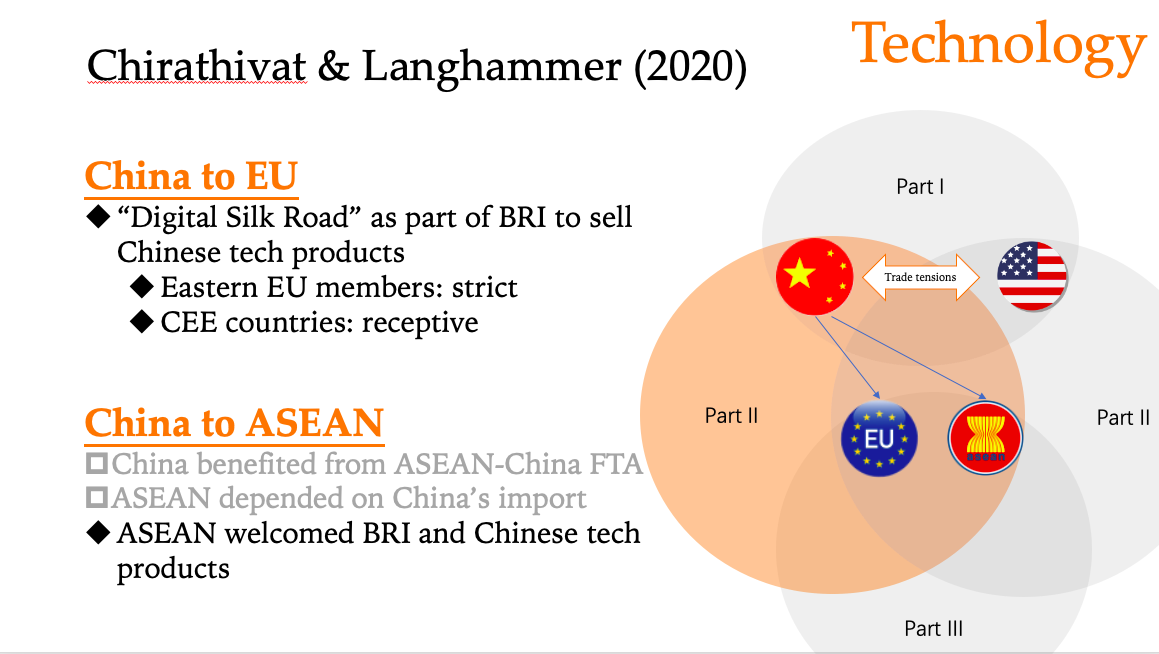 Technology
Chirathivat & Langhammer (2020)
China to EU
◆ “Digital Silk Road” as part of BRI to sell
Chinese tech products
◆ Eastern EU members: strict
◆ CEE countries: receptive
China to ASEAN
❑ China benefited from ASEAN-China FTA
❑ ASEAN depended on China’s import
◆ ASEAN welcomed BRI and Chinese tech
products
Part I
Trade tensions
Part II
EU
asean
Part II
Part III